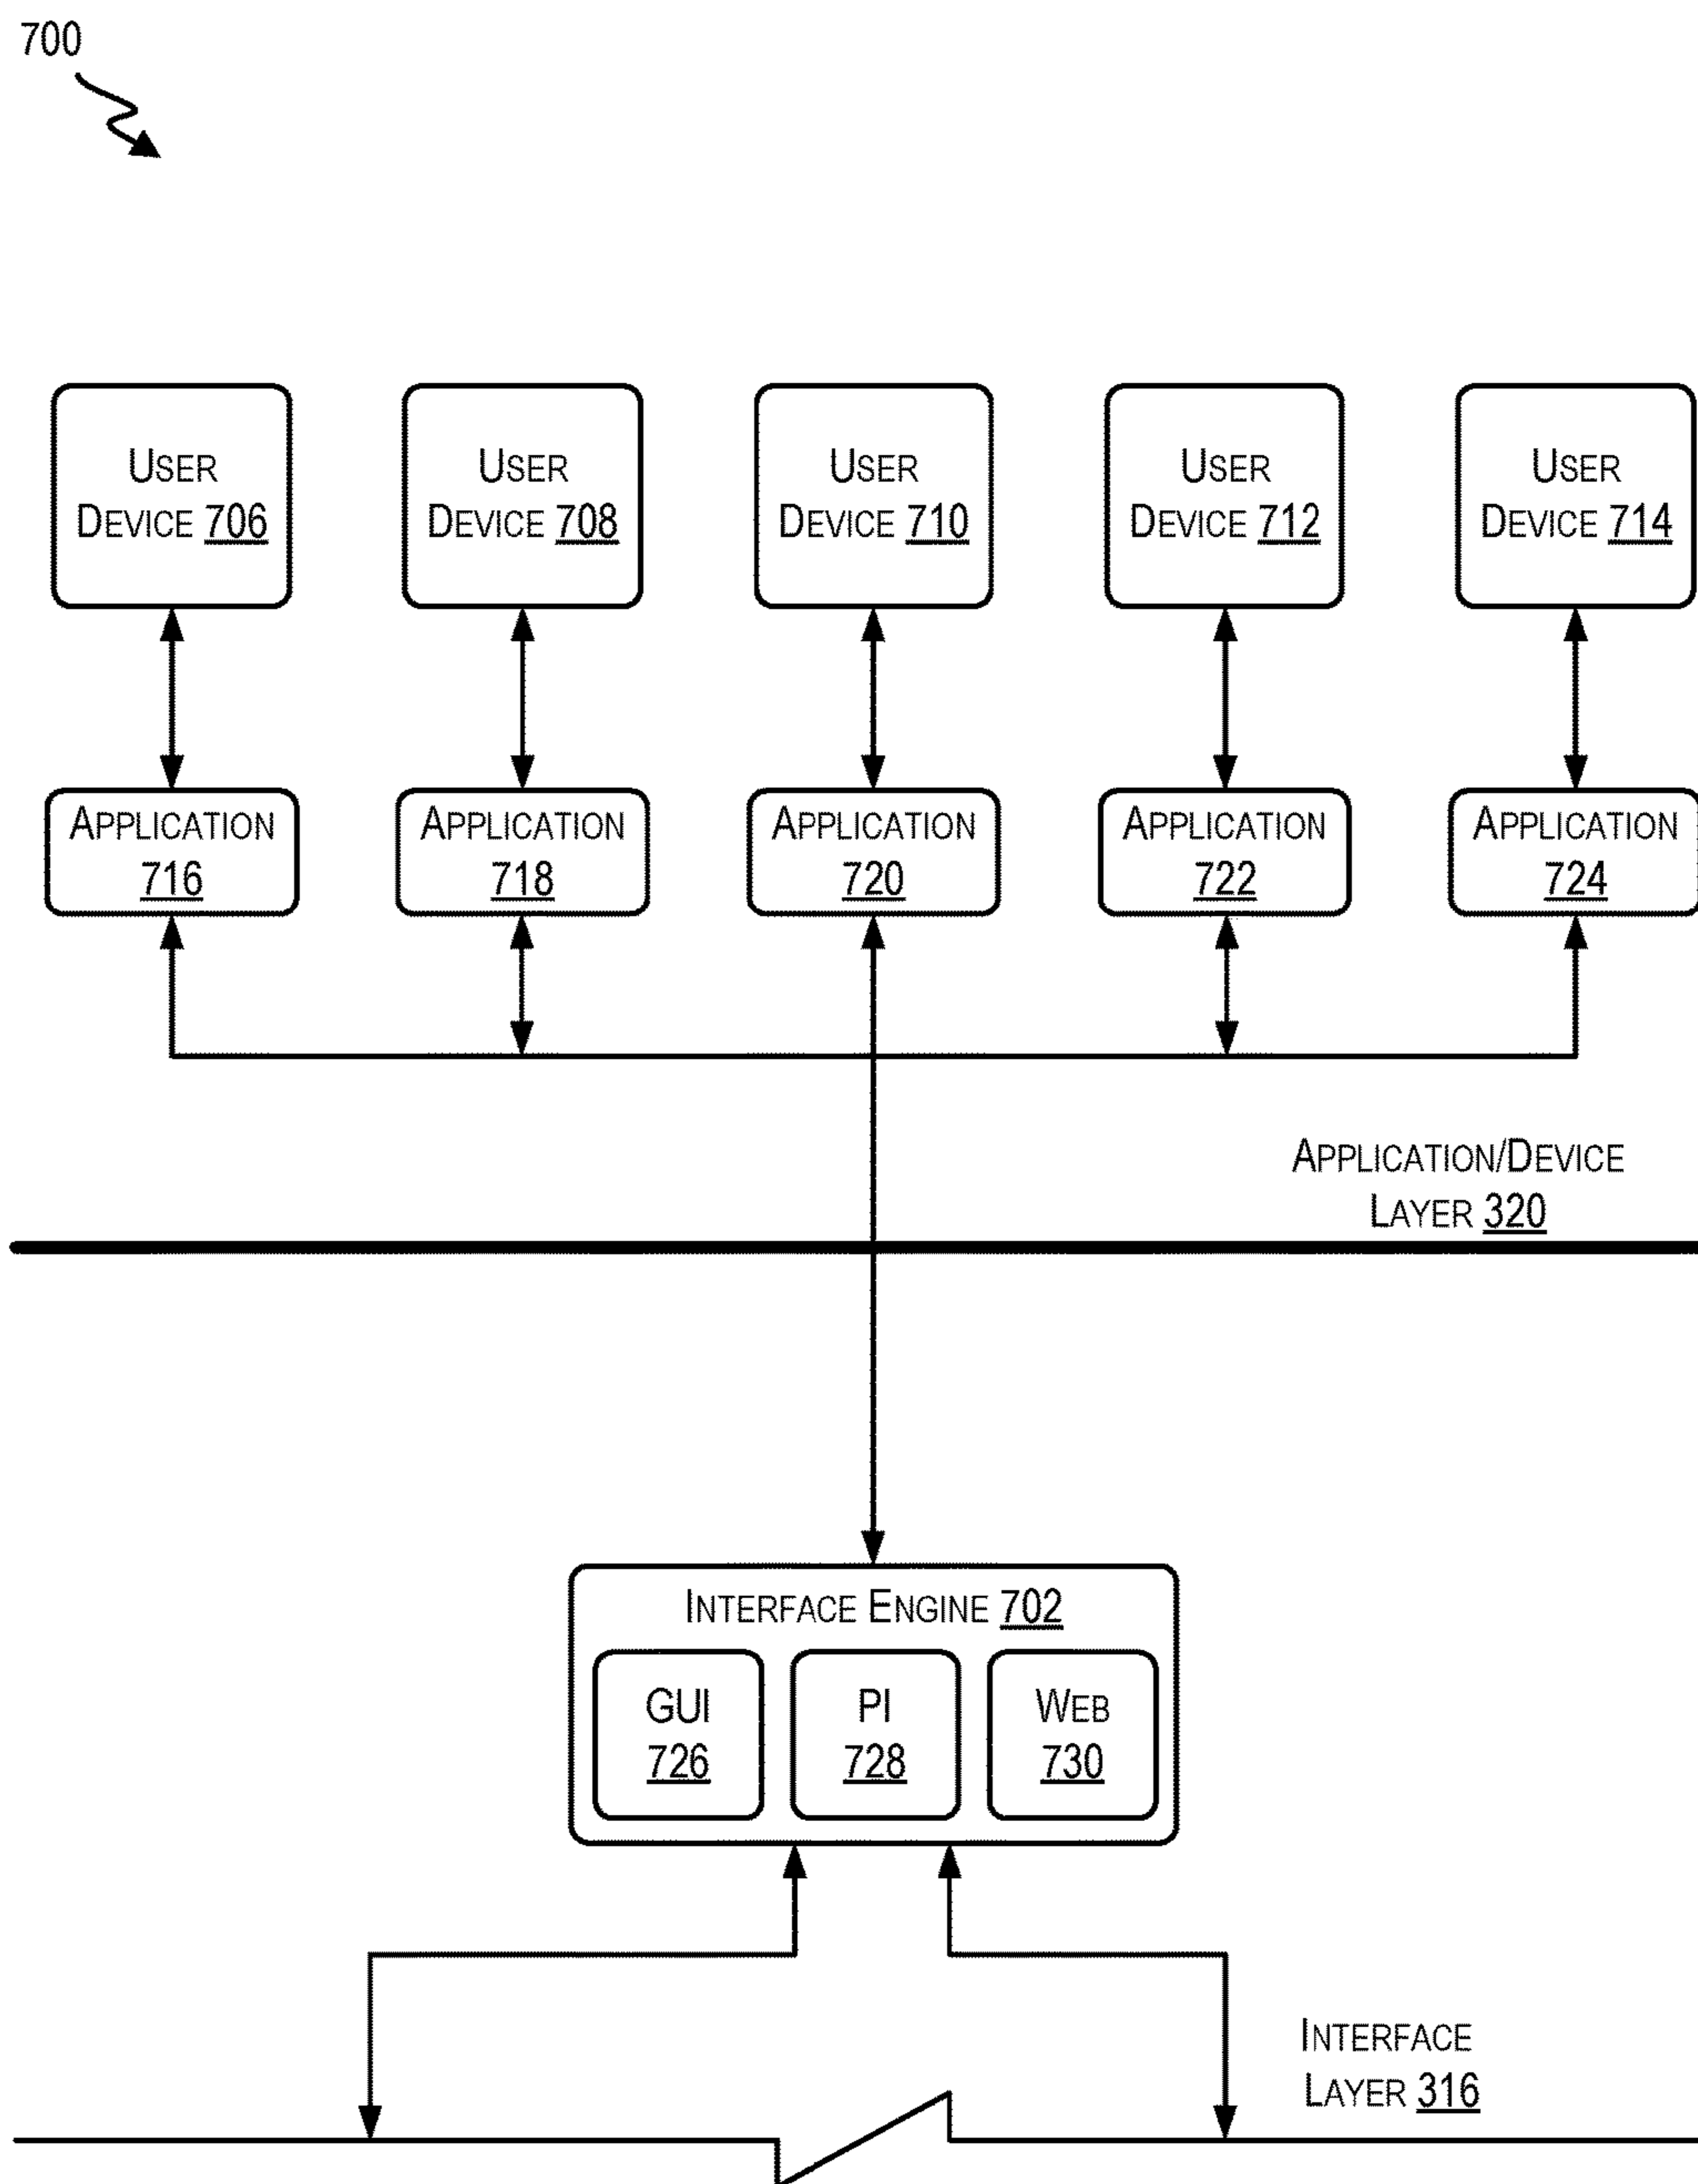 700
USER
DEVICE 706
USER
DEVICE 708
USER
DEVICE 710
USER
DEVICE 712
USER
DEVICE 714
APPLICATION
716
APPLICATION
718
APPLICATION
720
APPLICATION
722
APPLICATION
724
APPLICATION/DEVICE
LAYER 320
INTERFACE ENGINE 702
GUI
726
PI
728
WEB
730
INTERFACE
LAYER 316